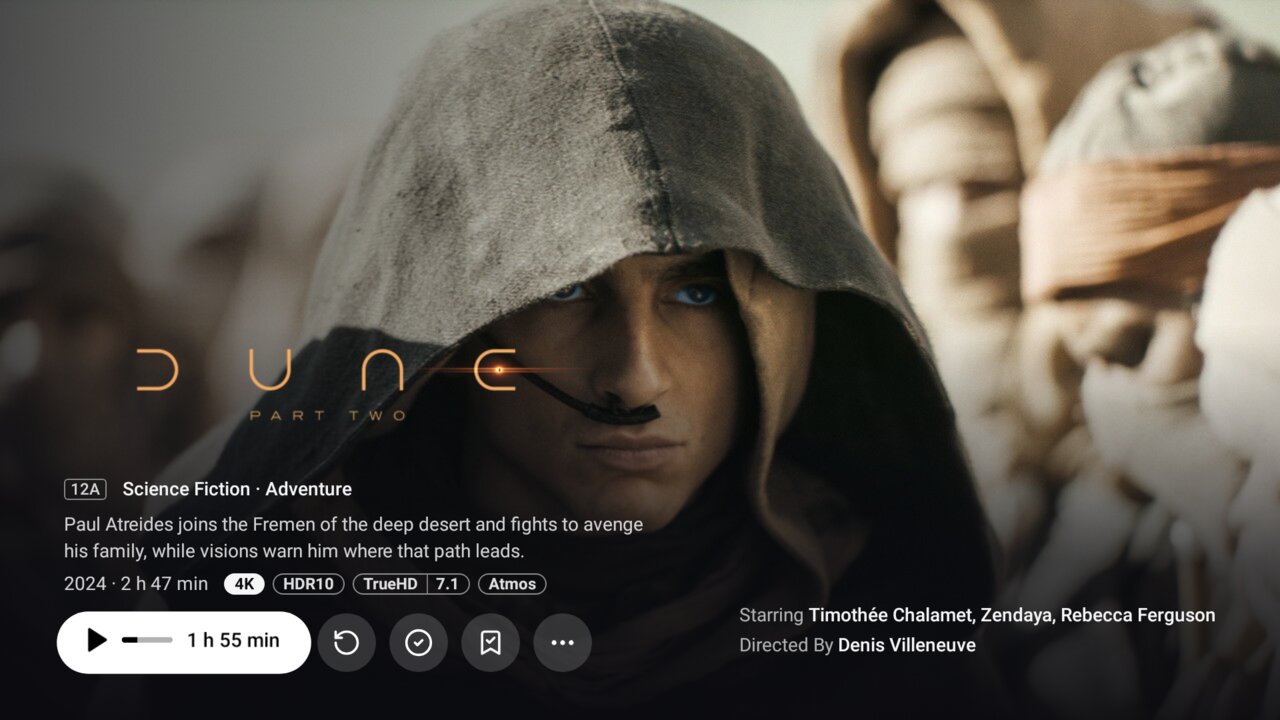 DUNE
PART TWO
12A Science Fiction · Adventure
Paul Atreides joins the Fremen of the deep desert and fights to avenge
his family, while visions warn him where that path leads.
2024 · 2 h 47 min 4K HDR10 TrueHD 7.1 Atmos
1 h 55 min
Starring Timothée Chalamet, Zendaya, Rebecca Ferguson
Directed By Denis Villeneuve